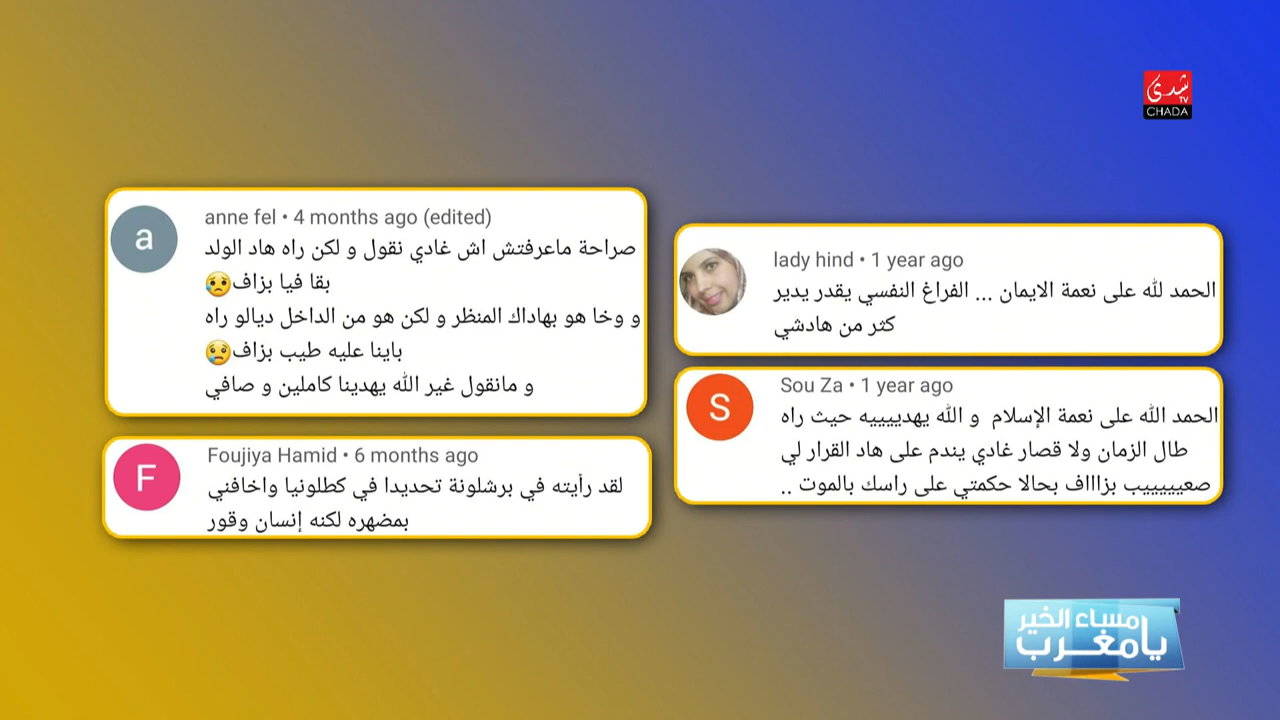 شدى
TV
CHADA
anne fel • 4 months ago (edited)
صراحة ماعرفتش اش غادي نقول و لكن راه هاد الولد
بقا فيا بزاف😢
و وخا هو بهاداك المنظر و لكن هو من الداخل ديالو راه
باينا عليه طيب بزاف😢
و مانقول غير الله يهدينا كاملين و صافي
a
Foujiya Hamid • 6 months ago
لقد رأيته في برشلونة تحديدا في كطلونيا واخافني
بمضهره لكنه إنسان وقور
F
lady hind • 1 year ago
الحمد لله على نعمة الايمان ... الفراغ النفسي يقدر يدير
كثر من هادشي
Sou Za • 1 year ago
الحمد الله على نعمة الإسلام و الله يهديييييه حيث راه
طال الزمان ولا قصار غادي يندم على هاد القرار لي
صعيييييب بزاااف بحالا حكمتي على راسك بالموت ..
S
مساء الخير
يا مغرب